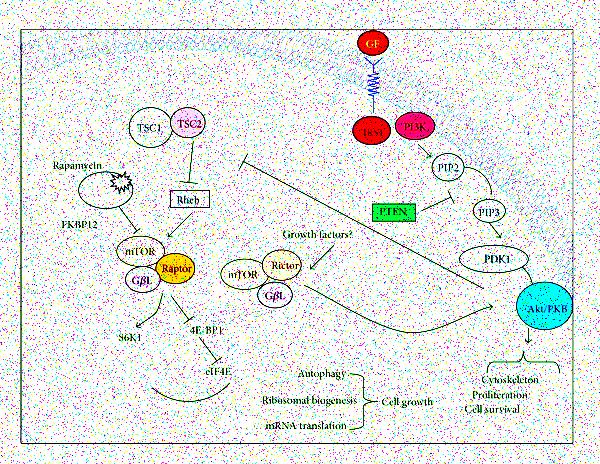 GF
IRS1
PI3K
TSC1
TSC2
Rapamycin
PIP2
Rheb
PTEN
PIP3
FKBP12
Growth factors?
mTOR
Raptor
GβL
mTOR
Rictor
GβL
PDK1
Akt/PKB
S6K1
4E-BP1
eIF4E
Autophagy
Ribosomal biogenesis
mRNA translation
Cell growth
Cytoskeleton
Proliferation
Cell survival